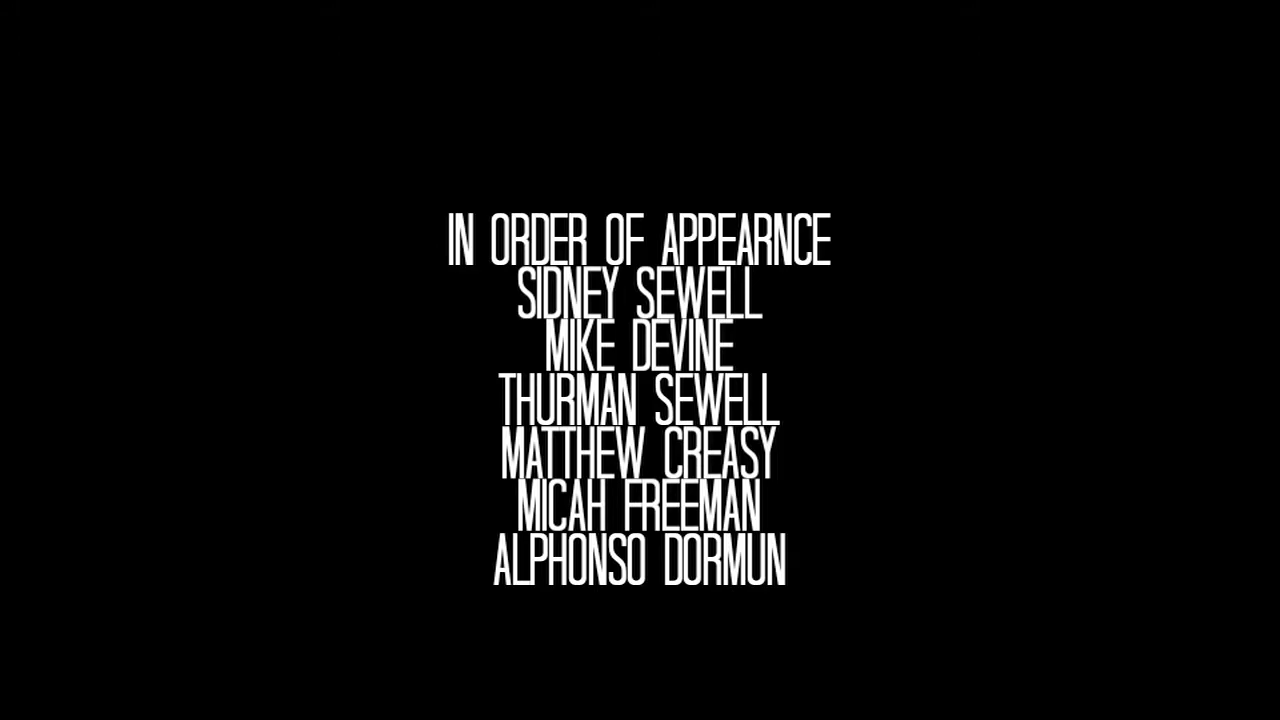 IN ORDER OF APPEARNCE
SIDNEY SEWELL
MIKE DEVINE
THURMAN SEWELL
MATTHEW CREASY
MICAH FREEMAN
ALPHONSO DORMUN